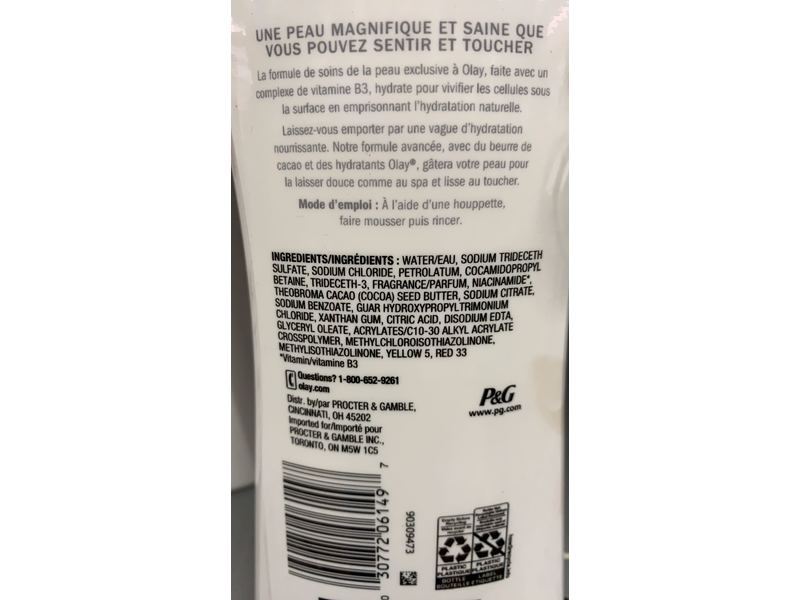 UNE PEAU MAGNIFIQUE ET SAINE QUE
VOUS POUVEZ SENTIR ET TOUCHER
La formule de soins de la peau exclusive à Olay, faite avec un
complexe de vitamine B3, hydrate pour vivifier les cellules sous
la surface en emprisonnant l'hydratation naturelle.
Laissez-vous emporter par une vague d'hydratation
nourrissante. Notre formule avancée, avec du beurre de
cacao et des hydratants Olay®, gâtera votre peau pour
la laisser douce comme au spa et lisse au toucher.
Mode d'emploi : À l'aide d'une houppette,
faire mousser puis rincer.
INGREDIENTS/INGRÉDIENTS : WATER/EAU, SODIUM TRIDECETH
SULFATE, SODIUM CHLORIDE, PETROLATUM, COCAMIDOPROPYL
BETAINE, TRIDECETH-3, FRAGRANCE/PARFUM, NIACINAMIDE*,
THEOBROMA CACAO (COCOA) SEED BUTTER, SODIUM CITRATE,
SODIUM BENZOATE, GUAR HYDROXYPROPYLTRIMONIUM
CHLORIDE, XANTHAN GUM, CITRIC ACID, DISODIUM EDTA,
GLYCERYL OLEATE, ACRYLATES/C10-30 ALKYL ACRYLATE
CROSSPOLYMER, METHYLCHLOROISOTHIAZOLINONE,
METHYLISOTHIAZOLINONE, YELLOW 5, RED 33
*Vitamin/vitamine B3
Questions? 1-800-652-9261
olay.com
Distr. by/par PROCTER & GAMBLE,
CINCINNATI, OH 45202
Imported for/Importé pour
PROCTER & GAMBLE INC.,
TORONTO, ON M5W 1C5
P&G
www.pg.com
0 30772 06149 7
90309473
PLASTIC
PLASTIQUE
BOTTLE
BOUTEILLE
PLASTIC
PLASTIQUE
LABEL
ÉTIQUETTE